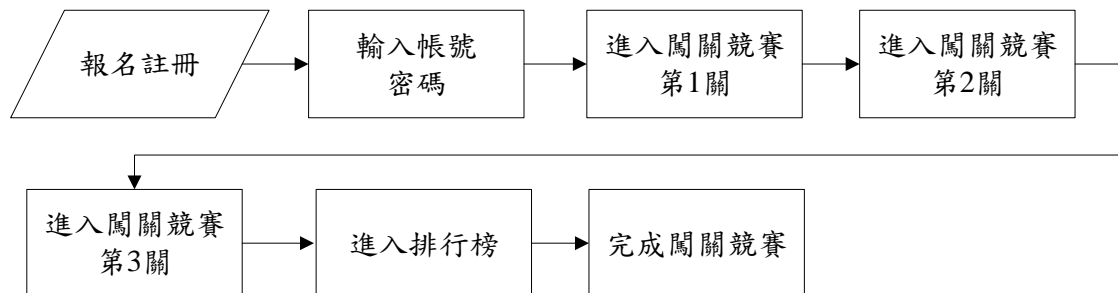 報名註冊
輸入帳號
密碼
進入闖關競賽
第1關
進入闖關競賽
第2關
進入闖關競賽
第3關
進入排行榜
完成闖關競賽